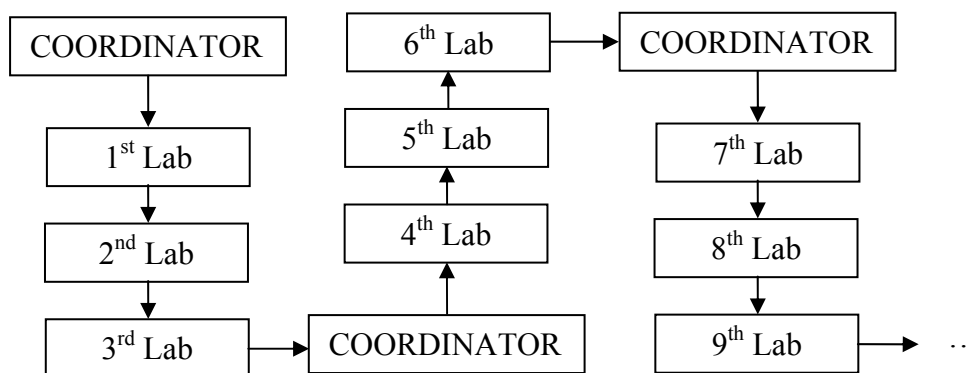 COORDINATOR
1st Lab
2nd Lab
3rd Lab
COORDINATOR
4th Lab
5th Lab
6th Lab
COORDINATOR
7th Lab
8th Lab
9th Lab
..